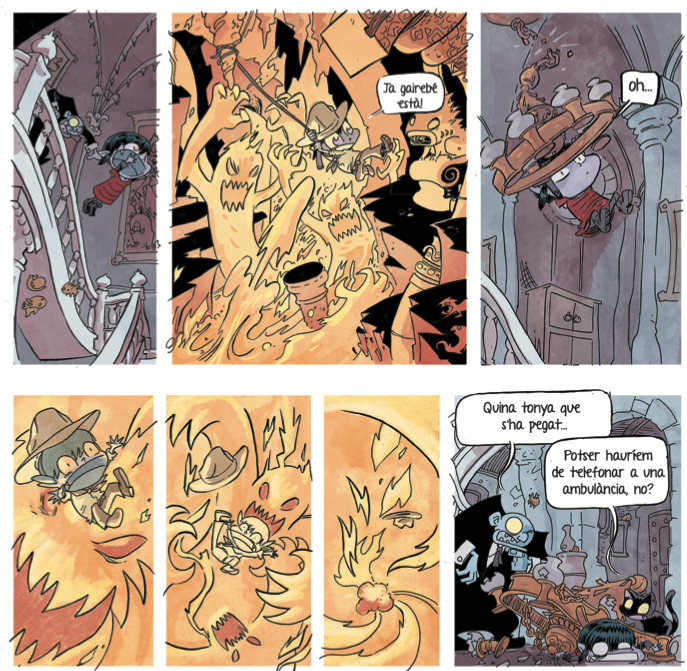 Ja gairebé
està!
oh...
Quina tonya que
s'ha pegat...
Potser hauríem
de telefonar a una
ambulància, no?